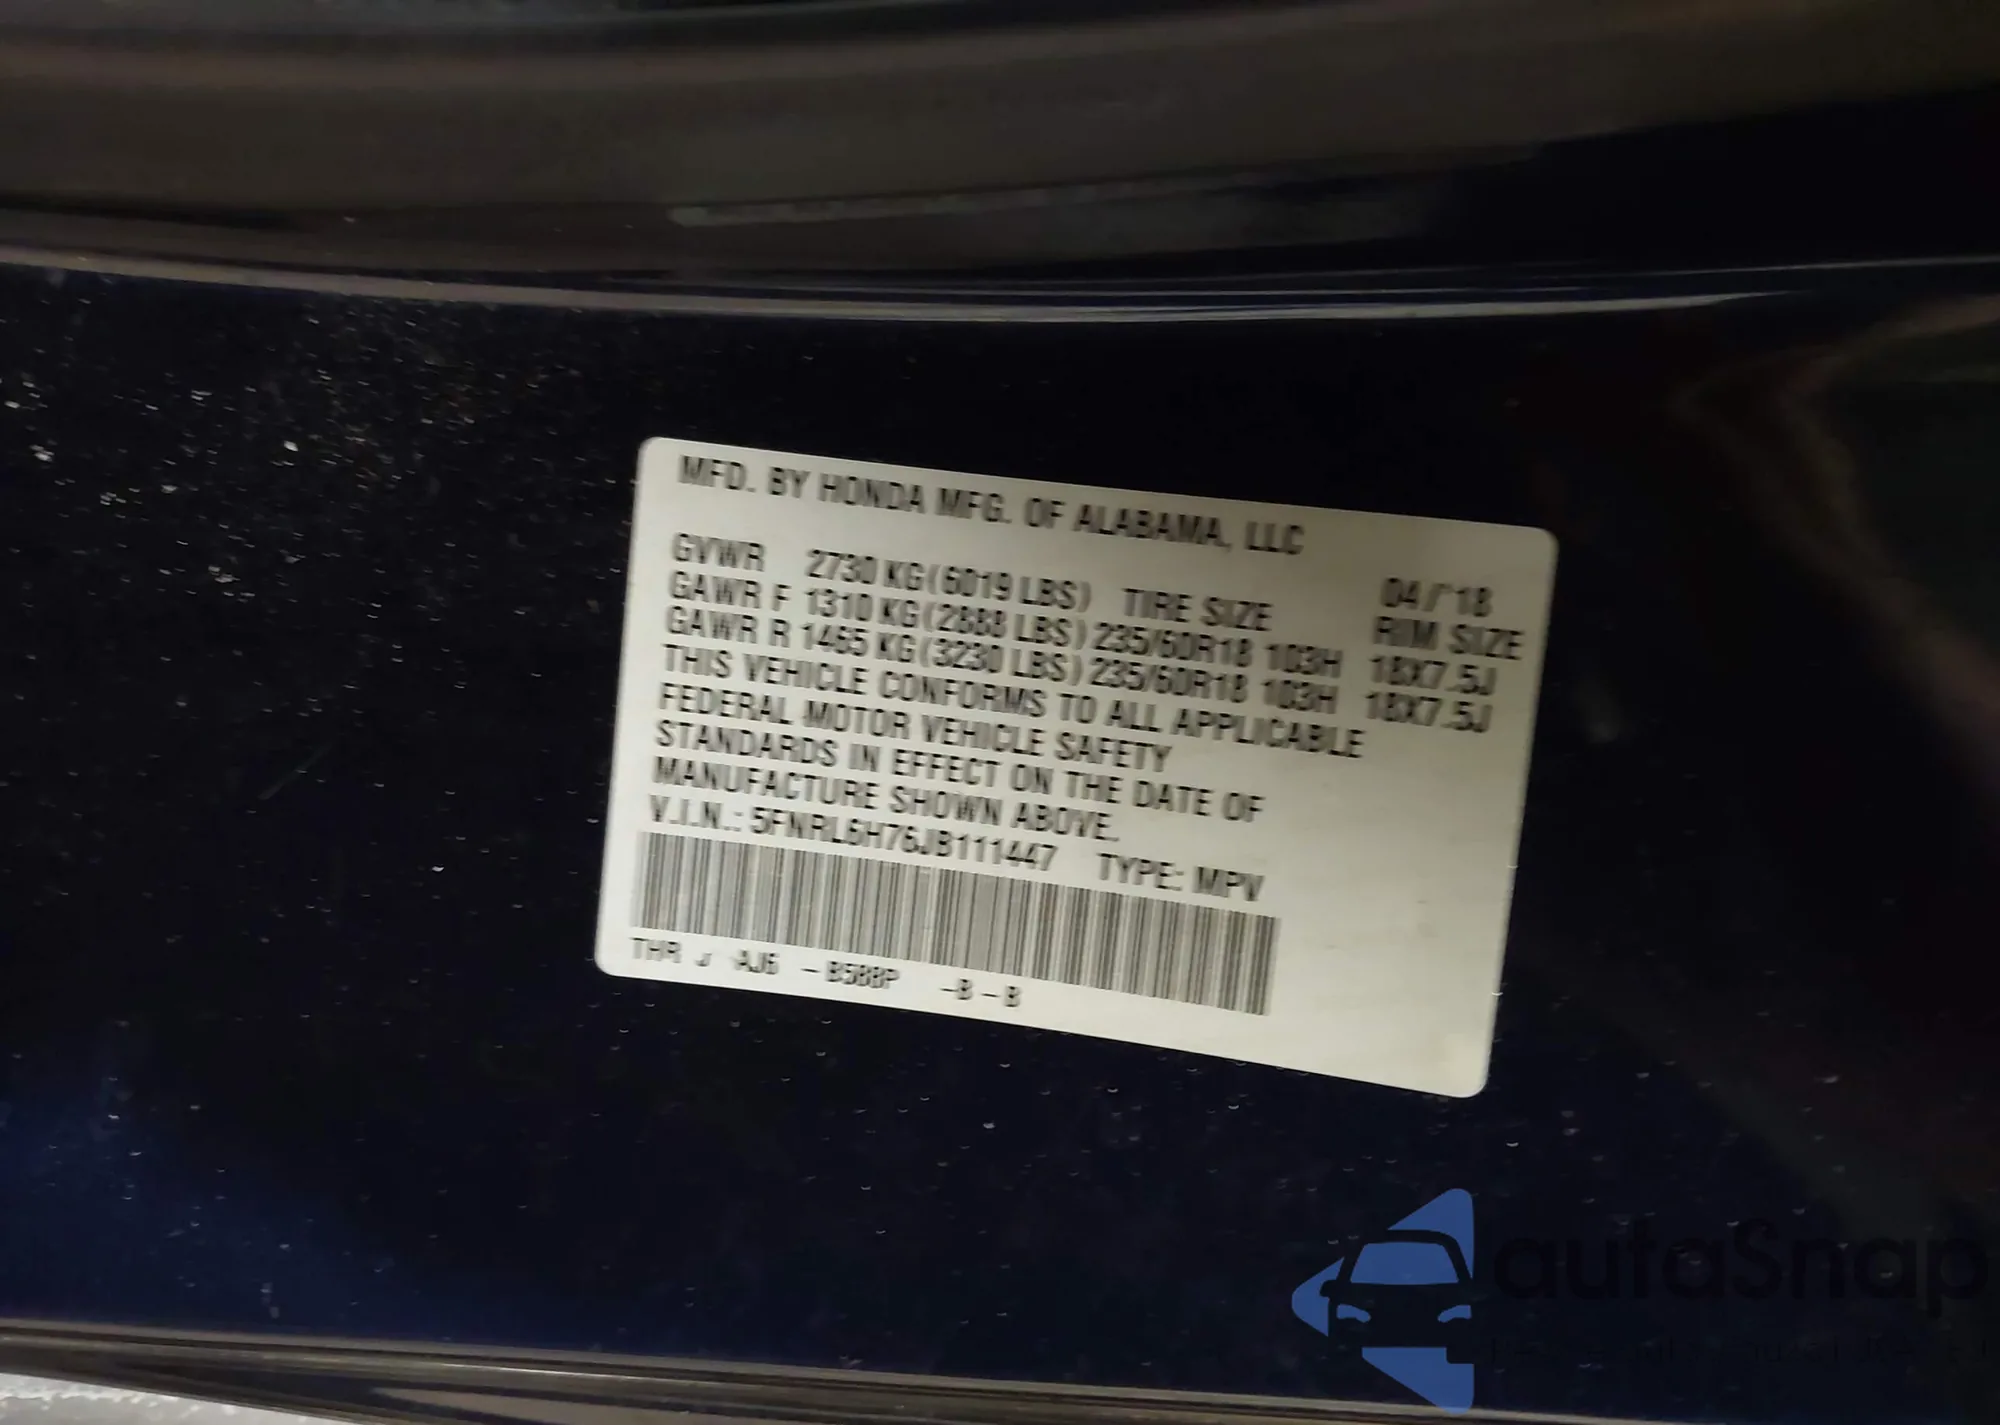 MFD. BY HONDA MFG. OF ALABAMA, LLC
04/18
GVWR 2730 KG(6019 LBS) TIRE SIZE RIM SIZE
GAWR F 1310 KG(2888 LBS) 235/60R18 103H 18X7.5J
GAWR R 1465 KG(3230 LBS) 235/60R18 103H 18X7.5J
THIS VEHICLE CONFORMS TO ALL APPLICABLE
FEDERAL MOTOR VEHICLE SAFETY
STANDARDS IN EFFECT ON THE DATE OF
MANUFACTURE SHOWN ABOVE.
V.I.N.: 5FNRL6H76JB111447 TYPE: MPV
THR J AJ6 -B588P -B-B
autaSnap